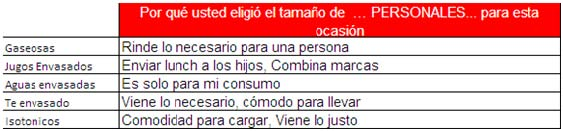 Por qué usted eligió el tamaño de ... PERSONALES... para esta
ocasión
Gaseosas Rinde lo necesario para una persona
Jugos Envasados Enviar lunch a los hijos, Combina marcas
Aguas envasadas Es solo para mi consumo
Te envasado Viene lo necesario, cómodo para llevar
Isotonicos Comodidad para cargar, Viene lo justo